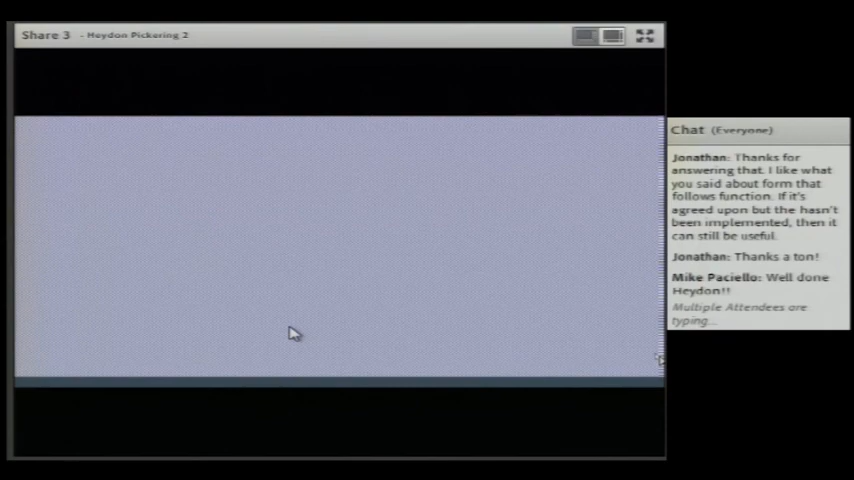 Share 3 - Heydon Pickering 2
Chat (Everyone)
Jonathan: Thanks for
answering that. I like what
you said about form that
follows function. If it's
agreed upon but the hasn't
been implemented, then it
can still be useful.
Jonathan: Thanks a ton!
Mike Paciello: Well done
Heydon!!
Multiple Attendees are
typing...